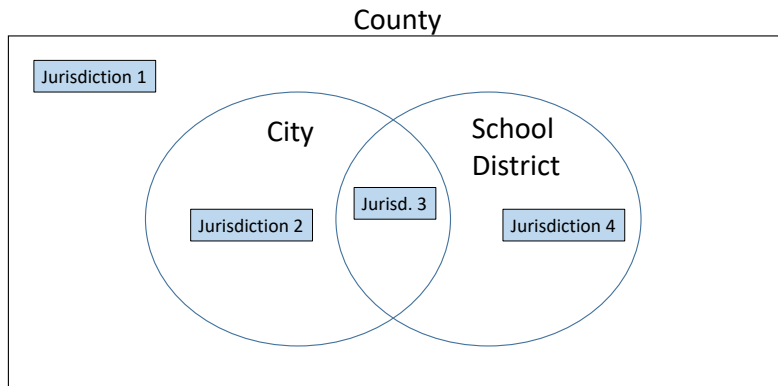 County
Jurisdiction 1
City
School
District
Jurisd. 3
Jurisdiction 2
Jurisdiction 4